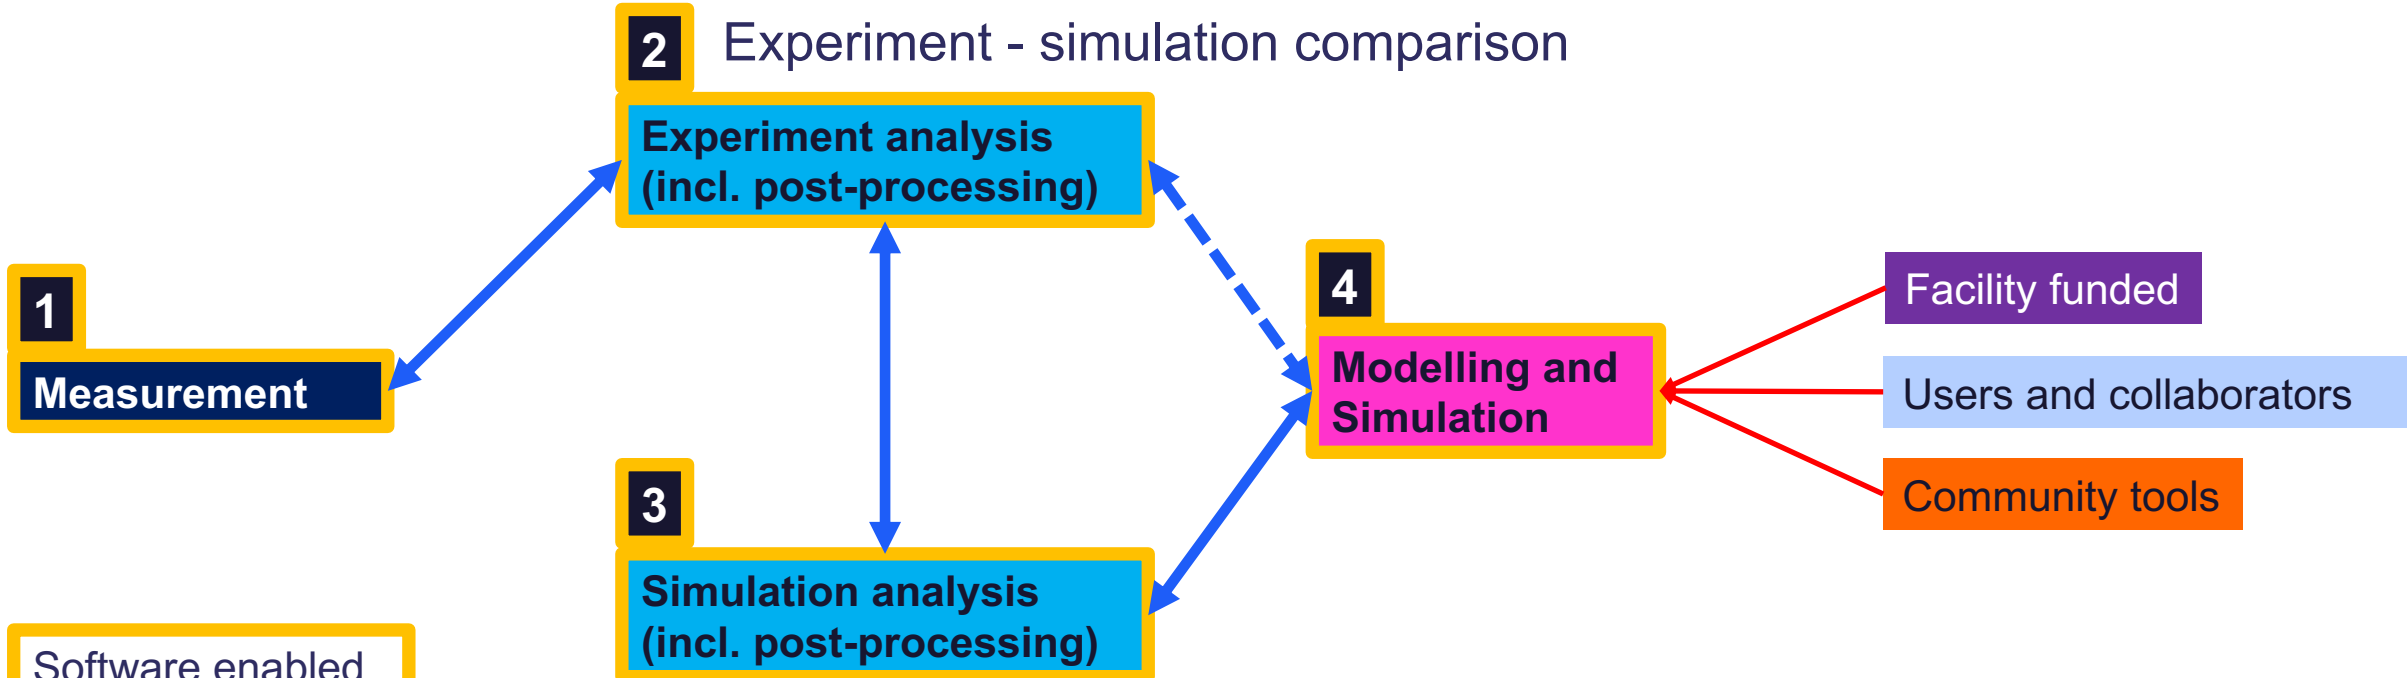 2
Experiment - simulation comparison
Experiment analysis
(incl. post-processing)
1
Measurement
4
Modelling and
Simulation
Facility funded
Users and collaborators
Community tools
3
Simulation analysis
(incl. post-processing)
Software enabled